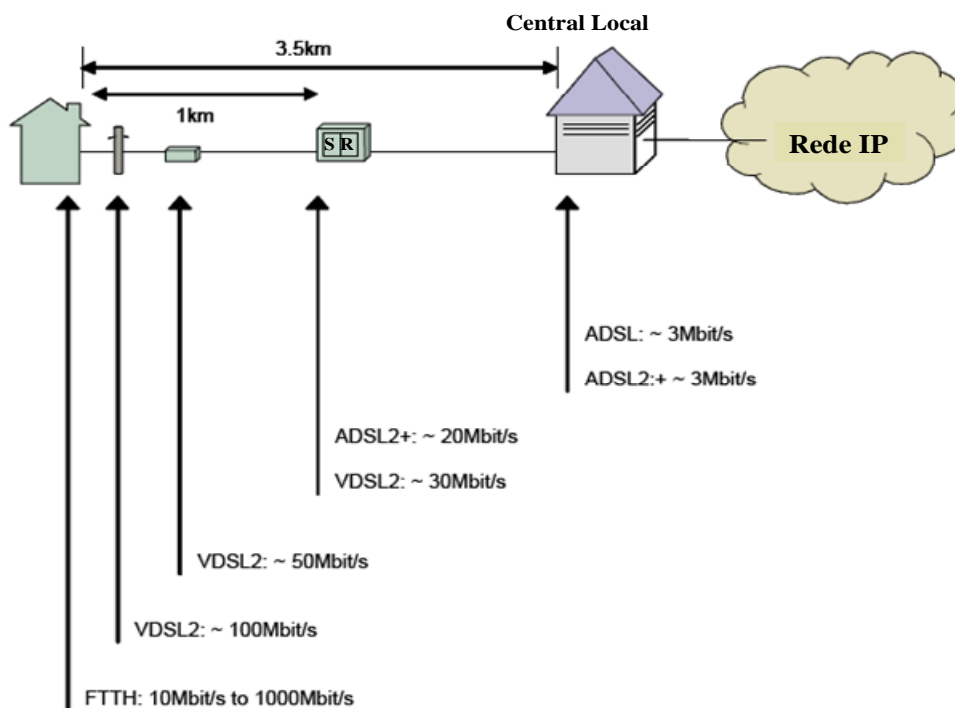 Central Local
3.5km
1km
S R
Rede IP
ADSL: ~ 3Mbit/s
ADSL2:+ ~ 3Mbit/s
ADSL2+: ~ 20Mbit/s
VDSL2: ~ 30Mbit/s
VDSL2: ~ 50Mbit/s
VDSL2: ~ 100Mbit/s
FTTH: 10Mbit/s to 1000Mbit/s